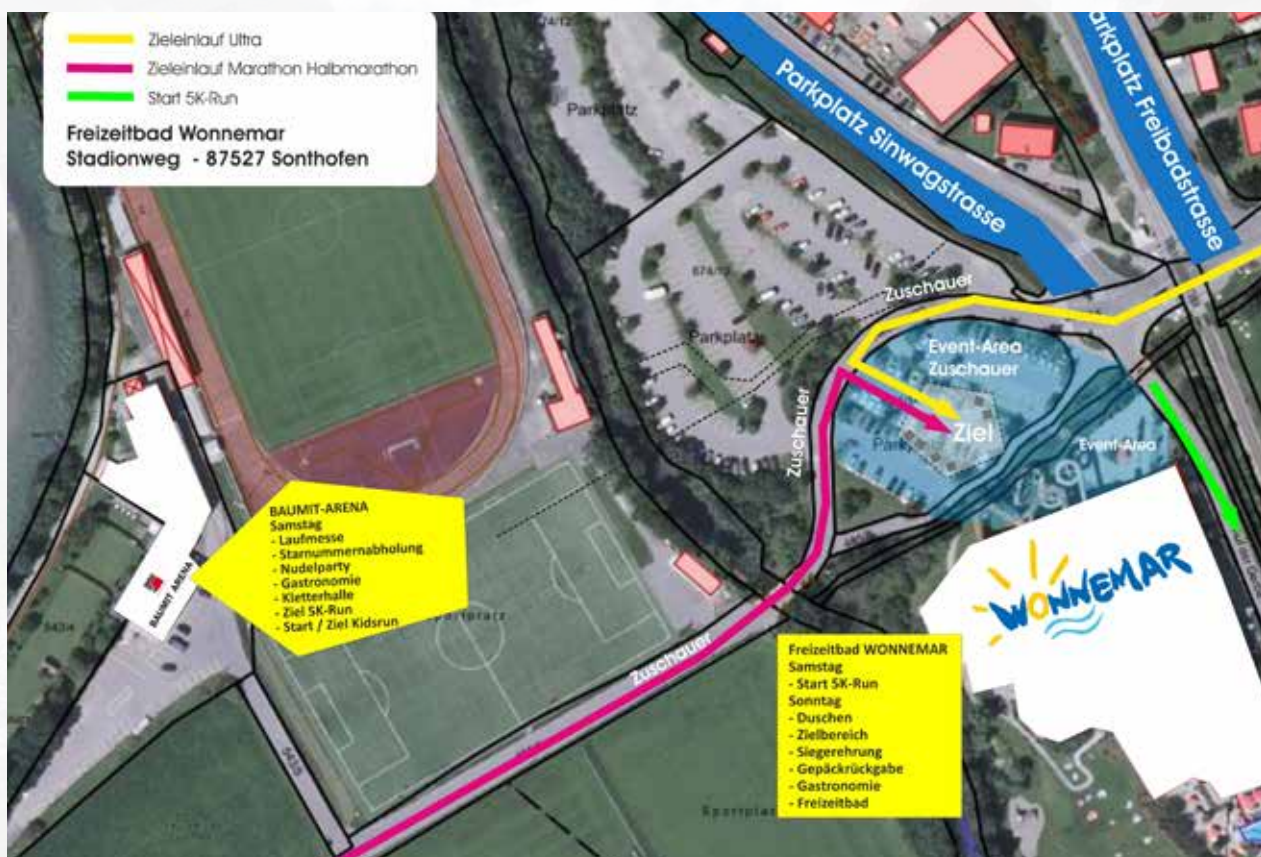 Zieleinlauf Ultra
Zieleinlauf Marathon Halbmarathon
Start 5K-Run
Freizeitbad Wonnemar
Stadionweg - 87527 Sonthofen
Parkplatz
Parkplatz Sinwagstrasse
Parkplatz Freibadstrasse
Zuschauer
Parkplatz
Event-Area
Zuschauer
Zuschauer
Ziel
Event-Area
BAUMIT-ARENA
Samstag
- Laufmesse
- Starnummernabholung
- Nudelparty
- Gastronomie
- Kletterhalle
- Ziel 5K-Run
- Start / Ziel Kidsrun
BAUMIT ARENA
Sportplatz
Zuschauer
WONNEMAR
Freizeitbad WONNEMAR
Samstag
- Start 5K-Run
Sonntag
- Duschen
- Zielbereich
- Siegerehrung
- Gepäckrückgabe
- Gastronomie
- Freizeitbad